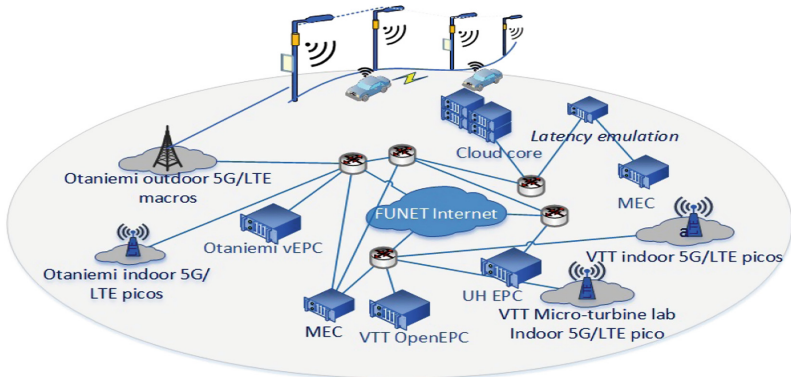 Latency emulation
Cloud core
Otaniemi outdoor 5G/LTE
macros
MEC
FUNET Internet
Otaniemi vEPC
a
VTT indoor 5G/LTE picos
Otaniemi indoor 5G/
LTE picos
UH EPC
MEC
VTT OpenEPC
VTT Micro-turbine lab
Indoor 5G/LTE pico